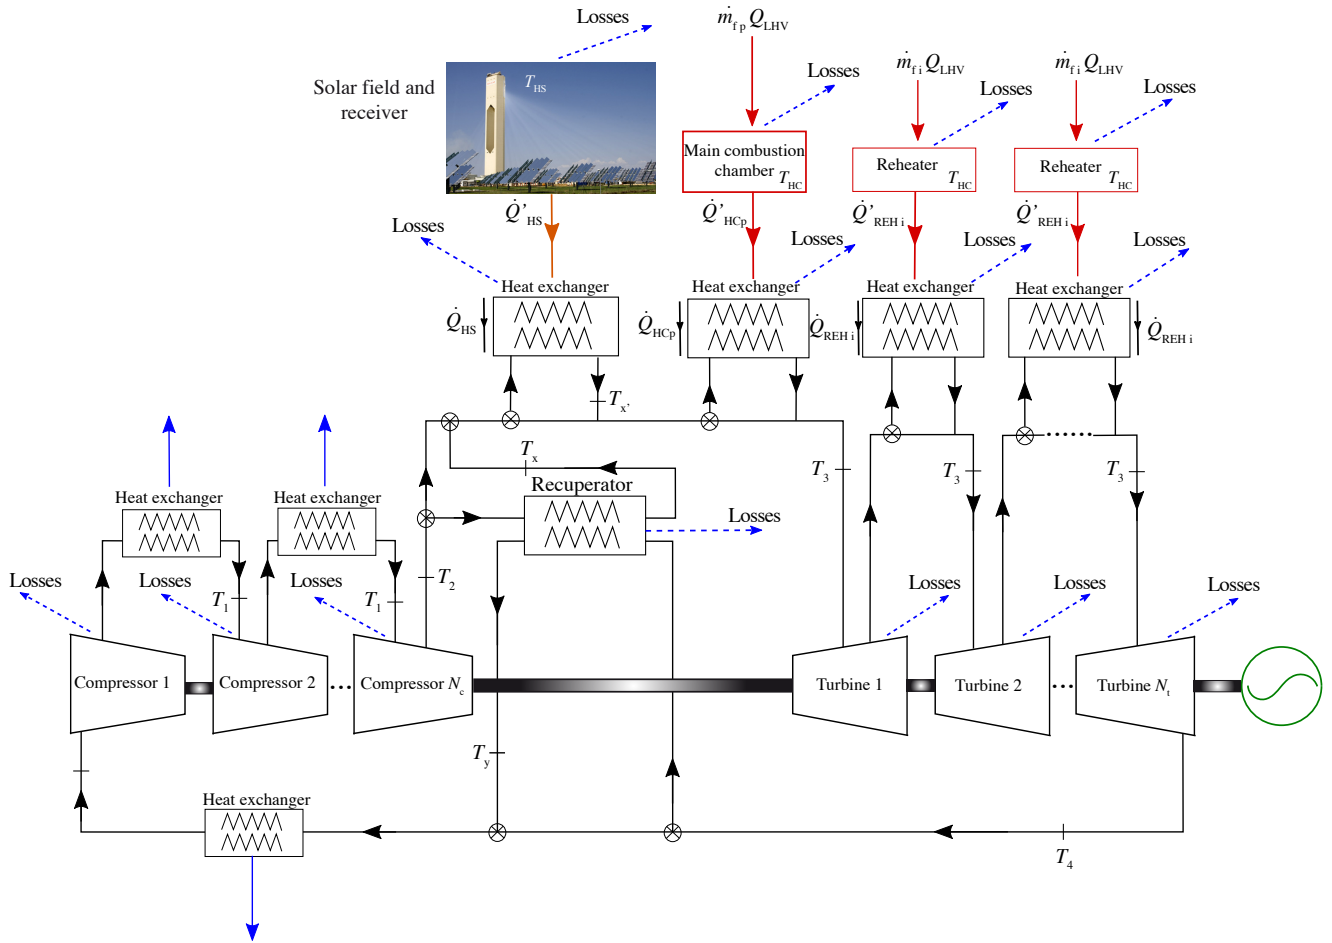 Losses
ṁf p QLHV
Losses
ṁf i QLHV
ṁf i QLHV
Losses
Losses
Solar field and
receiver
THS
Main combustion
chamber THC
Reheater
THC
Reheater
THC
Q̇'HS
Q̇'HCp
Q̇'REH i
Q̇'REH i
Losses
Losses
Losses
Losses
Heat exchanger
Heat exchanger
Heat exchanger
Heat exchanger
Q̇HS
Q̇HCp
Q̇REH i
Q̇REH i
Tx'
Tx
T3
T3
T3
Heat exchanger
Heat exchanger
Recuperator
Losses
Losses
Losses
T1
Losses
T1
T2
Losses
Losses
Losses
Compressor 1
Compressor 2
...
Compressor Nc
Turbine 1
Turbine 2
...
Turbine Nt
Ty
Heat exchanger
T4